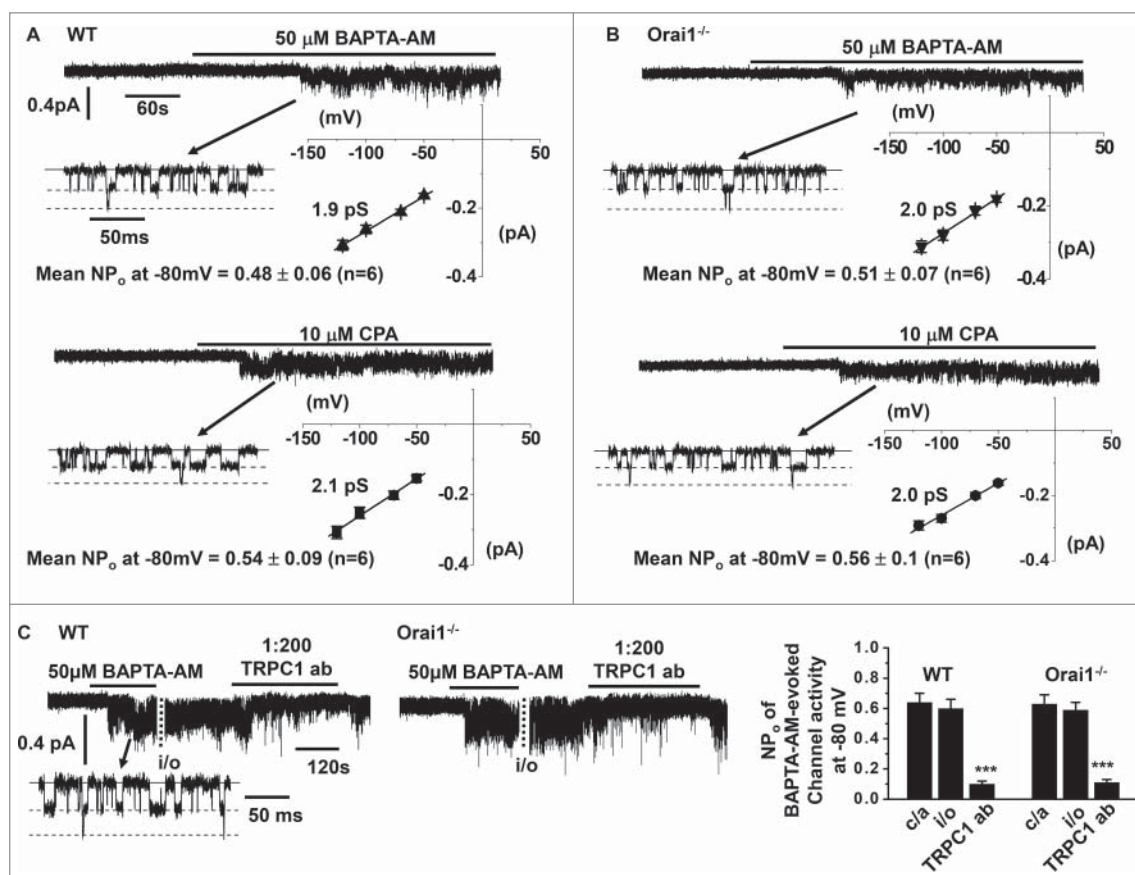 A WT
50 μM BAPTA-AM
0.4pA
60s
(mV)
-150 -100 -50 50
1.9 pS
-0.2
(pA)
-0.4
50ms
Mean NPo at -80mV = 0.48 ± 0.06 (n=6)
10 μM CPA
(mV)
-150 -100 -50 50
2.1 pS
-0.2
(pA)
-0.4
Mean NPo at -80mV = 0.54 ± 0.09 (n=6)
B Orai1-/-
50 μM BAPTA-AM
(mV)
-150 -100 -50 0 50
2.0 pS
-0.2
(pA)
-0.4
Mean NPo at -80mV = 0.51 ± 0.07 (n=6)
10 μM CPA
(mV)
-150 -100 -50 0 50
2.0 pS
-0.2
(pA)
-0.4
Mean NPo at -80mV = 0.56 ± 0.1 (n=6)
C WT
50μM BAPTA-AM
1:200
TRPC1 ab
0.4 pA
i/o
120s
50 ms
Orai1-/-
50μM BAPTA-AM
1:200
TRPC1 ab
i/o
NPo of
BAPTA-AM-evoked
Channel activity
at -80 mV
0.8
0.6
0.4
0.2
0.0
WT
Orai1-/-
***
***
c/a
i/o
TRPC1 ab
c/a
i/o
TRPC1 ab